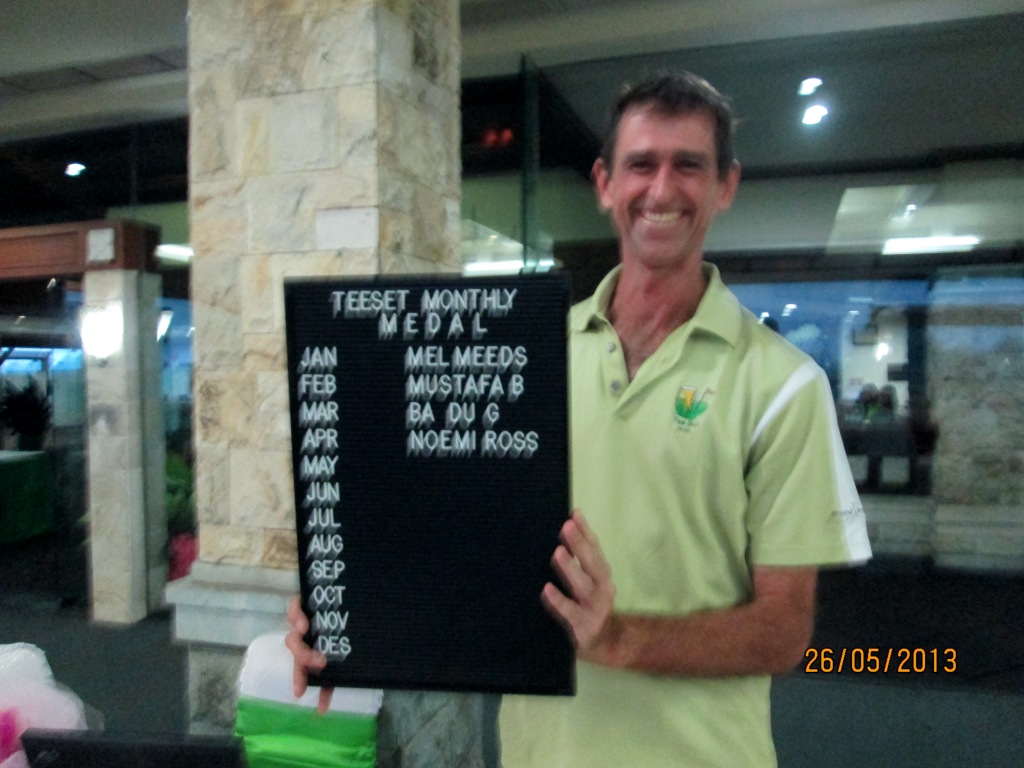 TEESET MONTHLY
MEDAL
JAN MEL MEEDS
FEB MUSTAFA B
MAR BA DU G
APR NOEMI ROSS
MAY
JUN
JUL
AUG
SEP
OCT
NOV
DES
26/05/2013